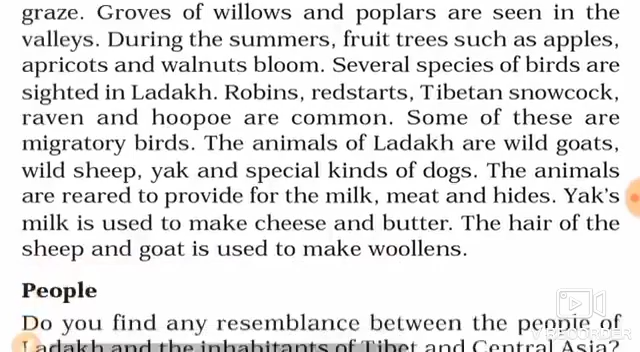 graze. Groves of willows and poplars are seen in the
valleys. During the summers, fruit trees such as apples,
apricots and walnuts bloom. Several species of birds are
sighted in Ladakh. Robins, redstarts, Tibetan snowcock,
raven and hoopoe are common. Some of these are
migratory birds. The animals of Ladakh are wild goats,
wild sheep, yak and special kinds of dogs. The animals
are reared to provide for the milk, meat and hides. Yak's
milk is used to make cheese and butter. The hair of the
sheep and goat is used to make woollens.
People
Do you find any resemblance between the people of
Ladakh and the inhabitants of Tibet and Central Asia?
V RECORDER